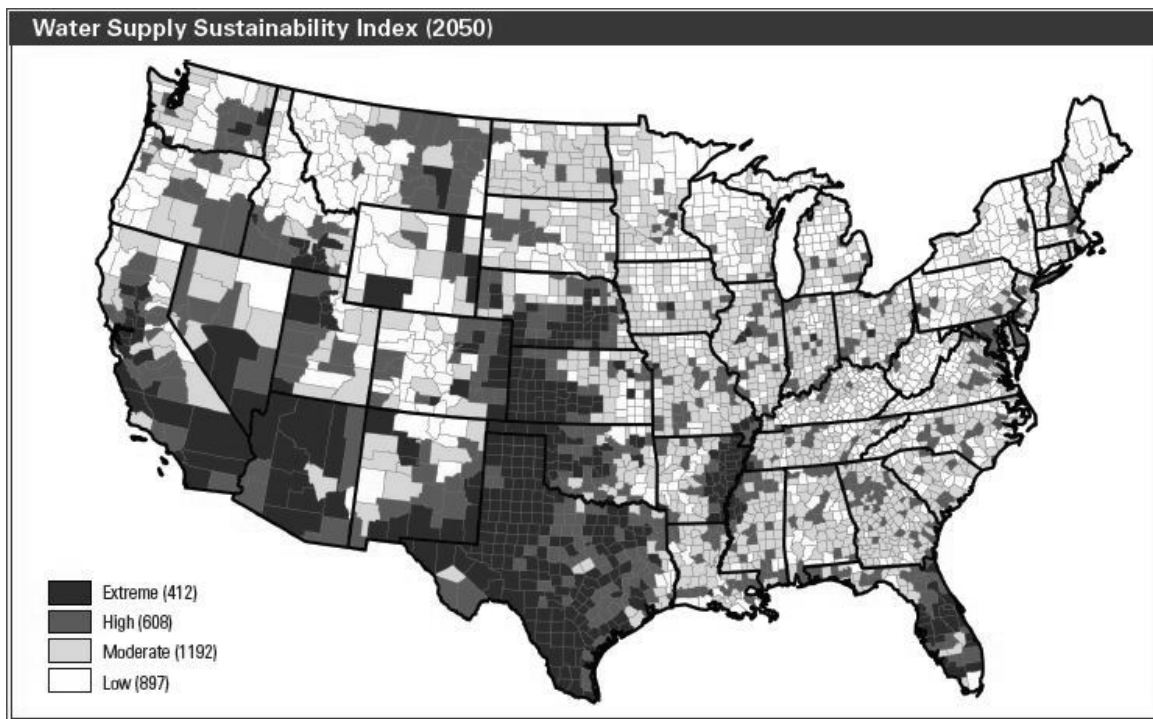 Water Supply Sustainability Index (2050)
Extreme (412)
High (608)
Moderate (1192)
Low (897)